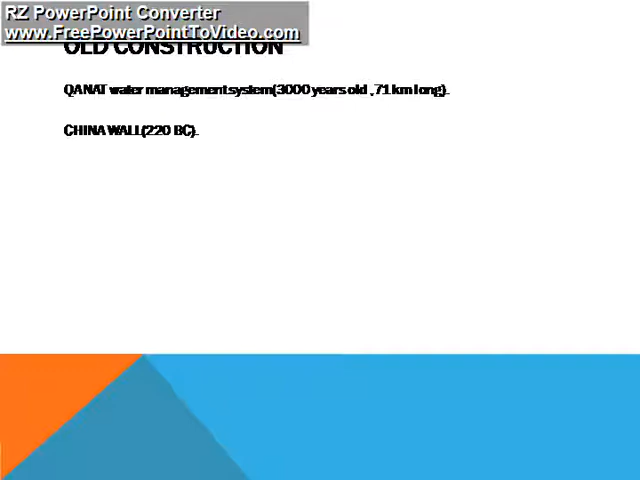 RZ PowerPoint Converter
www.FreePowerPointToVideo.com
OLD CONSTRUCTION
QANAT water management system(3000 years old ,71 km long).
CHINA WALL(220 BC).